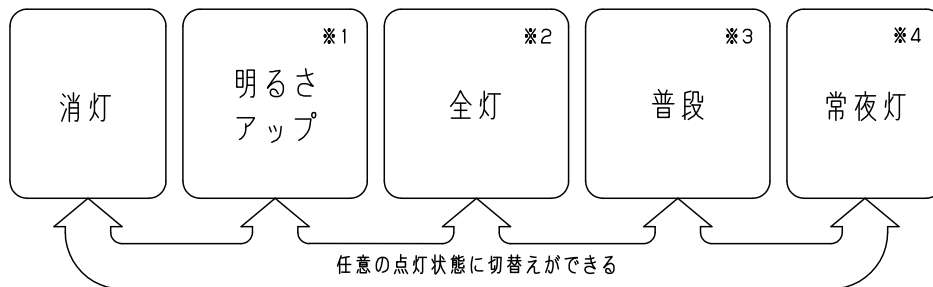 消灯
※1
明るさ
アップ
※2
全灯
※3
普段
※4
常夜灯
任意の点灯状態に切替えができる